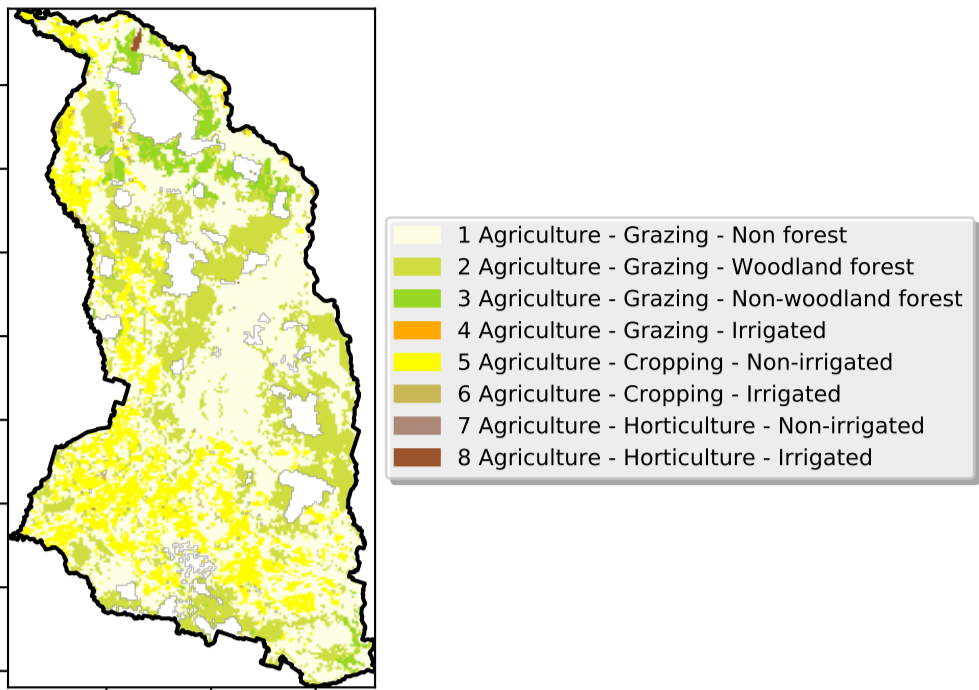 1 Agriculture - Grazing - Non forest
2 Agriculture - Grazing - Woodland forest
3 Agriculture - Grazing - Non-woodland forest
4 Agriculture - Grazing - Irrigated
5 Agriculture - Cropping - Non-irrigated
6 Agriculture - Cropping - Irrigated
7 Agriculture - Horticulture - Non-irrigated
8 Agriculture - Horticulture - Irrigated